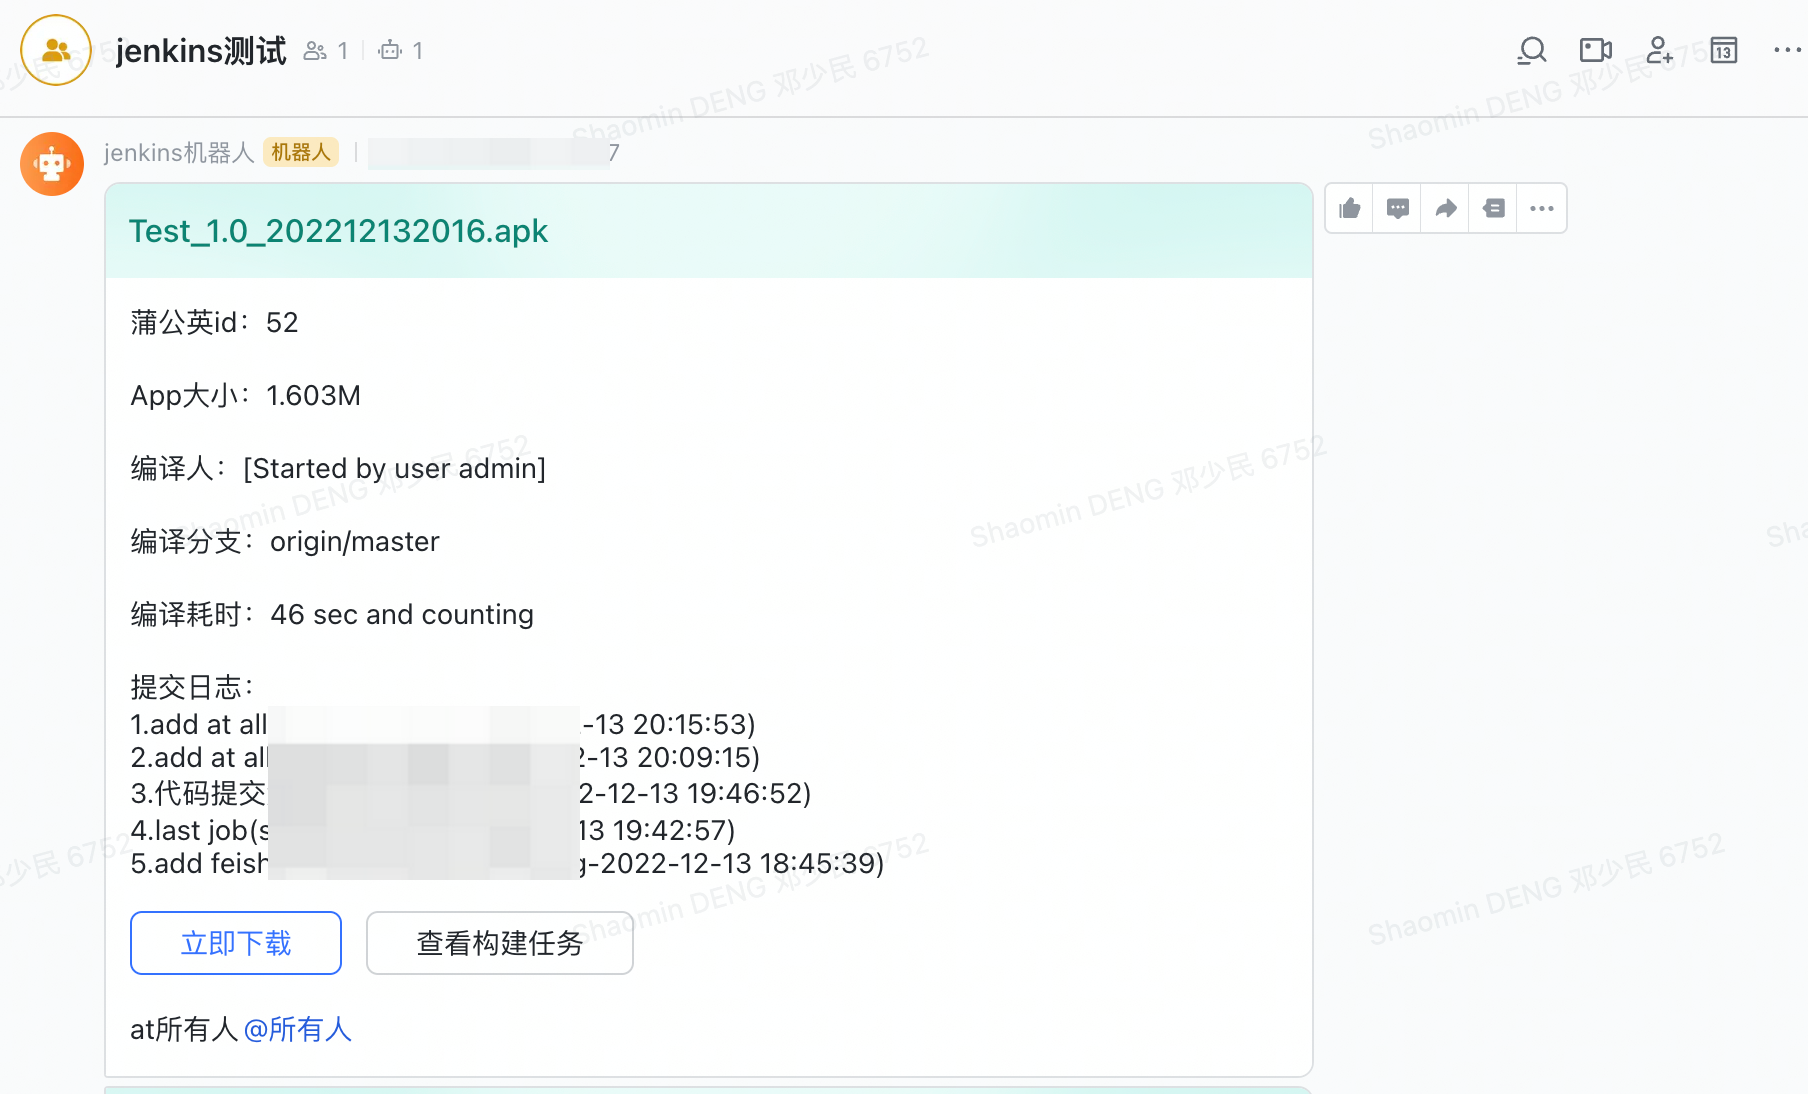 jenkins测试 1 1
13
jenkins机器人 机器人 7
Test_1.0_202212132016.apk
蒲公英id：52
App大小：1.603M
编译人：[Started by user admin]
编译分支：origin/master
编译耗时：46 sec and counting
提交日志：
1.add at all -13 20:15:53)
2.add at all 2-13 20:09:15)
3.代码提交 2-12-13 19:46:52)
4.last job(s 13 19:42:57)
5.add feish g-2022-12-13 18:45:39)
立即下载 查看构建任务
at所有人 @所有人
Shaomin DENG 邓少民 6752